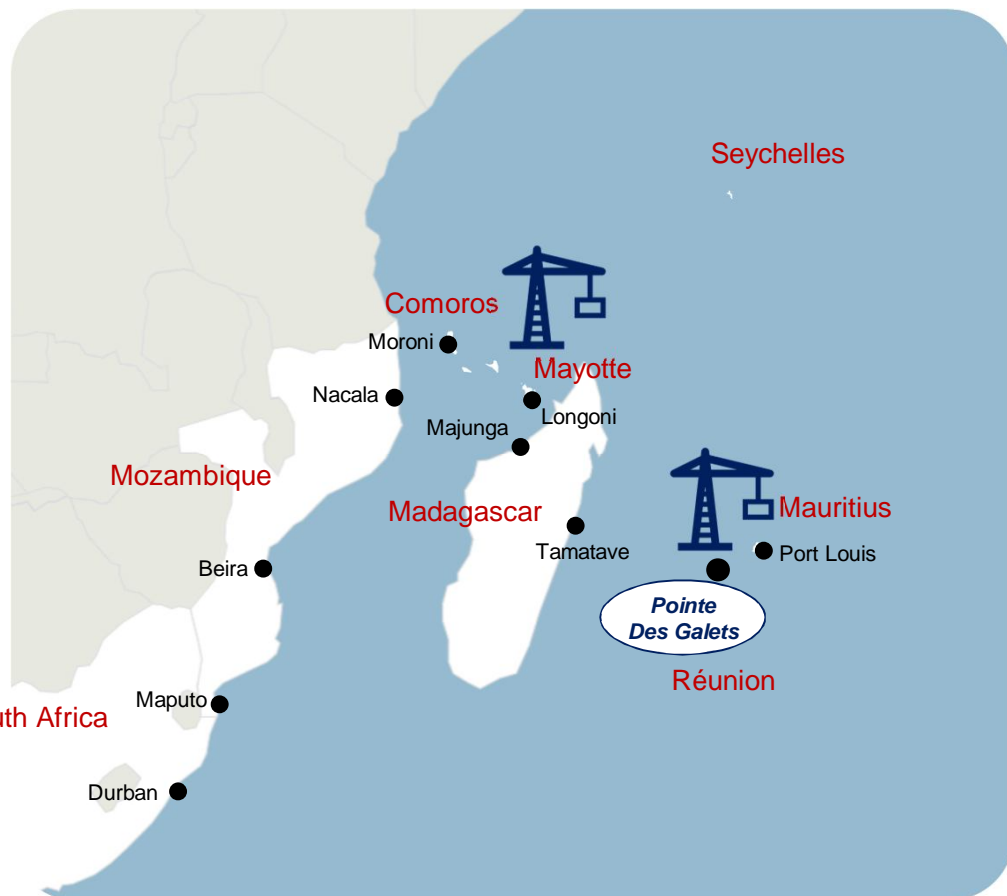 Seychelles
Comoros
Moroni
Mayotte
Nacala
Longoni
Majunga
Mozambique
Madagascar
Mauritius
Tamatave
Port Louis
Beira
Pointe
Des Galets
Réunion
Maputo
uth Africa
Durban